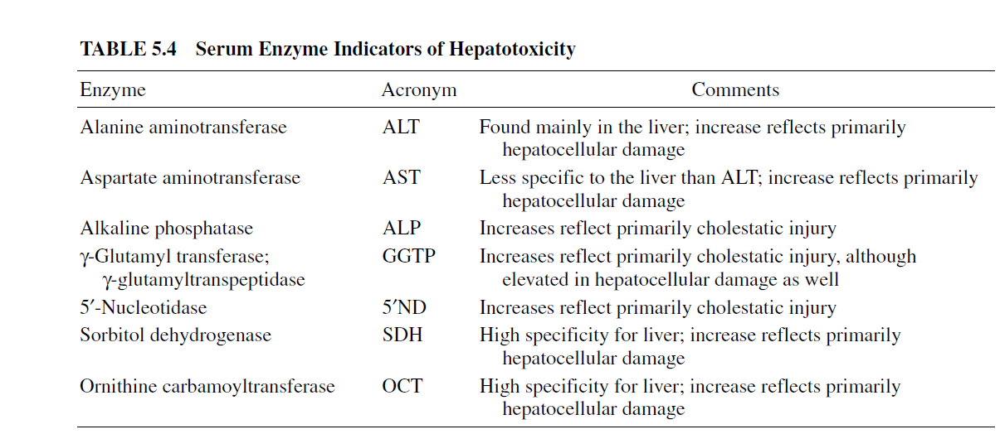 TABLE 5.4 Serum Enzyme Indicators of Hepatotoxicity
Enzyme Acronym Comments
Alanine aminotransferase ALT Found mainly in the liver; increase reflects primarily
hepatocellular damage
Aspartate aminotransferase AST Less specific to the liver than ALT; increase reflects primarily
hepatocellular damage
Alkaline phosphatase ALP Increases reflect primarily cholestatic injury
γ-Glutamyl transferase; GGTP Increases reflect primarily cholestatic injury, although
γ-glutamyltranspeptidase elevated in hepatocellular damage as well
5′-Nucleotidase 5′ND Increases reflect primarily cholestatic injury
Sorbitol dehydrogenase SDH High specificity for liver; increase reflects primarily
hepatocellular damage
Ornithine carbamoyltransferase OCT High specificity for liver; increase reflects primarily
hepatocellular damage